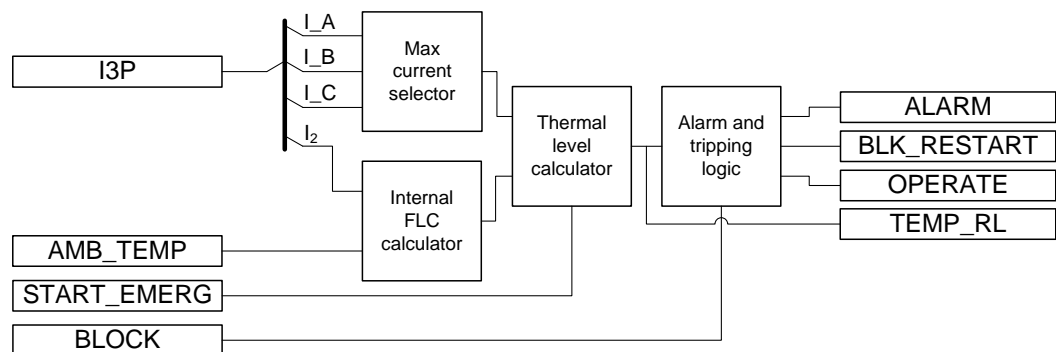 I3P
I_A
I_B
I_C
I₂
Max
current
selector
Internal
FLC
calculator
Thermal
level
calculator
Alarm and
tripping
logic
ALARM
BLK_RESTART
OPERATE
TEMP_RL
AMB_TEMP
START_EMERG
BLOCK